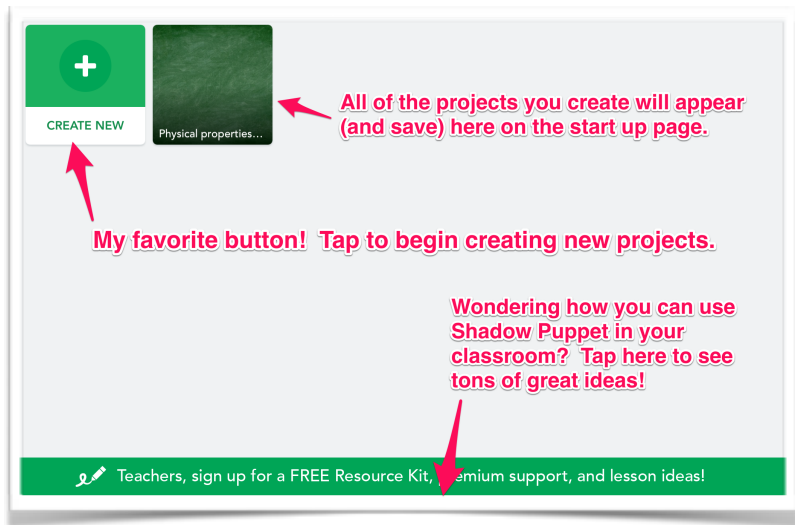 All of the projects you create will appear
CREATE NEW
Physical properties...
(and save) here on the start up page.
My favorite button! Tap to begin creating new projects.
Wondering how you can use
Shadow Puppet in your
classroom? Tap here to see
tons of great ideas!
Teachers, sign up for a FREE Resource Kit, emium support, and lesson ideas!